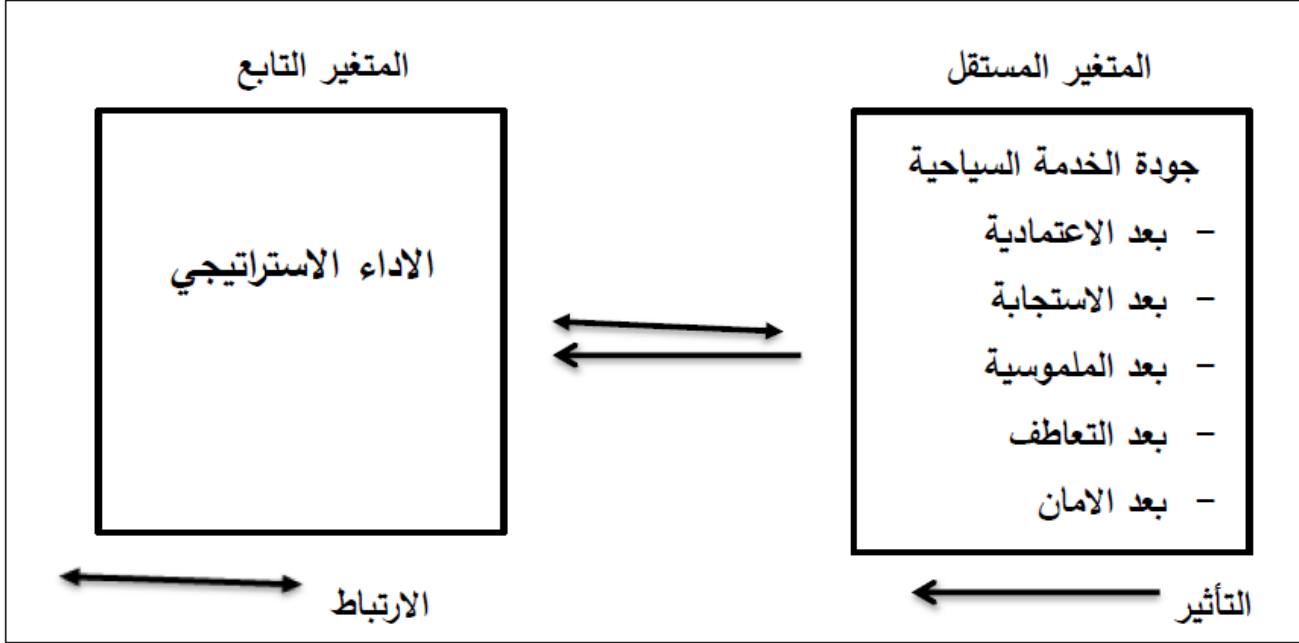 المتغير المستقل
جودة الخدمة السياحية
- بعد الاعتمادية
- بعد الاستجابة
- بعد الملموسية
- بعد التعاطف
- بعد الامان
المتغير التابع
الاداء الاستراتيجي
التأثير
الارتباط